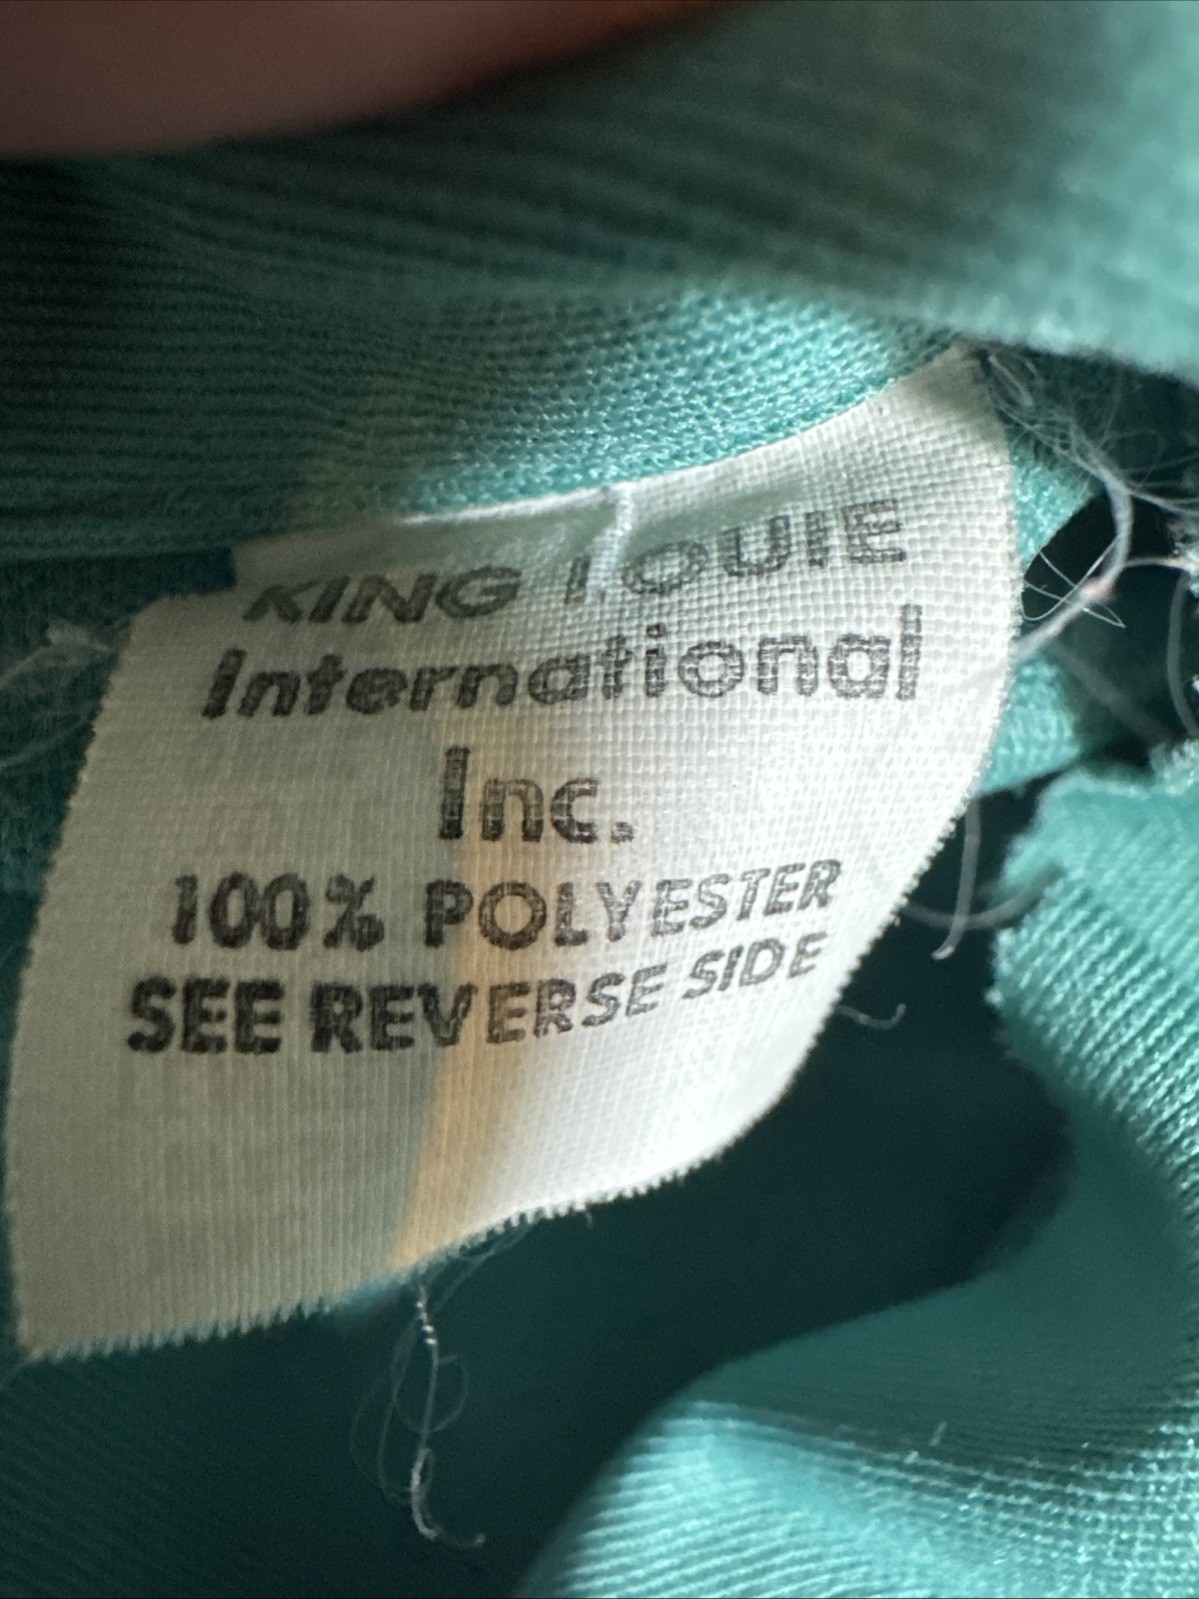 KING LOUIE
International
Inc.
100% POLYESTER
SEE REVERSE SIDE